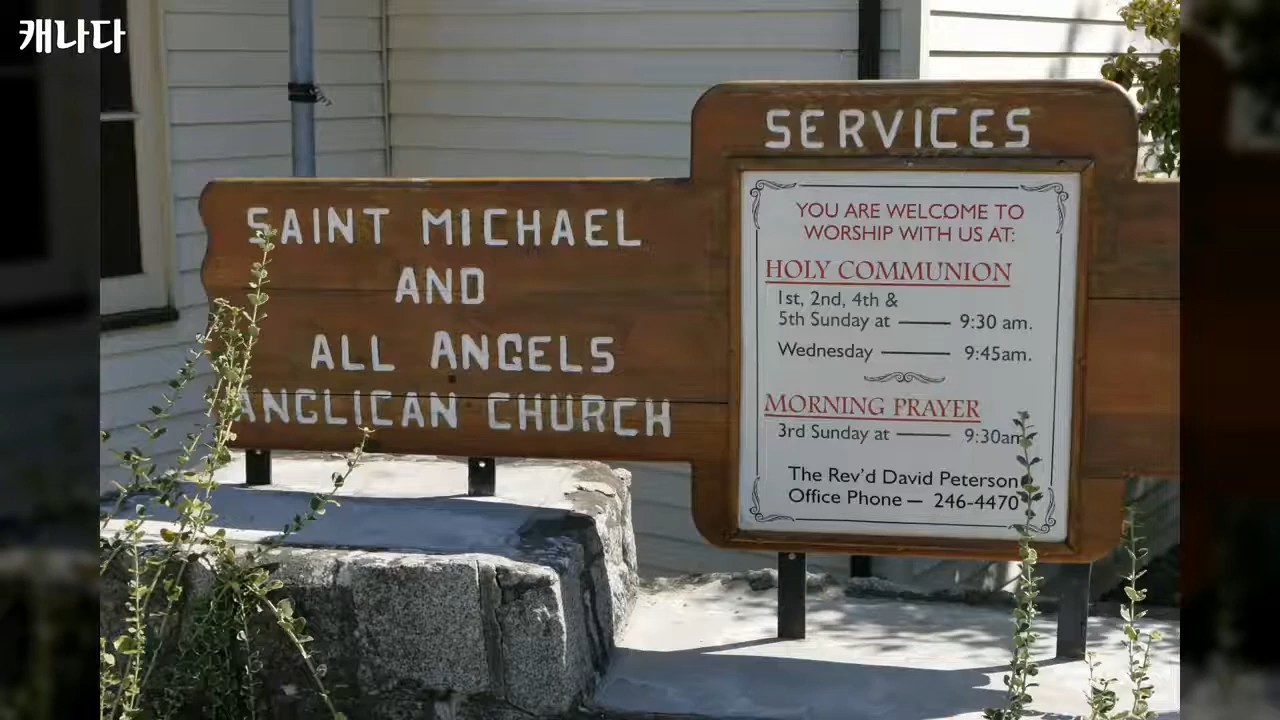 캐나다
SERVICES
SAINT MICHAEL
AND
ALL ANGELS
ANGLICAN CHURCH
YOU ARE WELCOME TO
WORSHIP WITH US AT:
HOLY COMMUNION
1st, 2nd, 4th &
5th Sunday at —— 9:30 am.
Wednesday —— 9:45am.
MORNING PRAYER
3rd Sunday at —— 9:30am
The Rev'd David Peterson
Office Phone — 246-4470